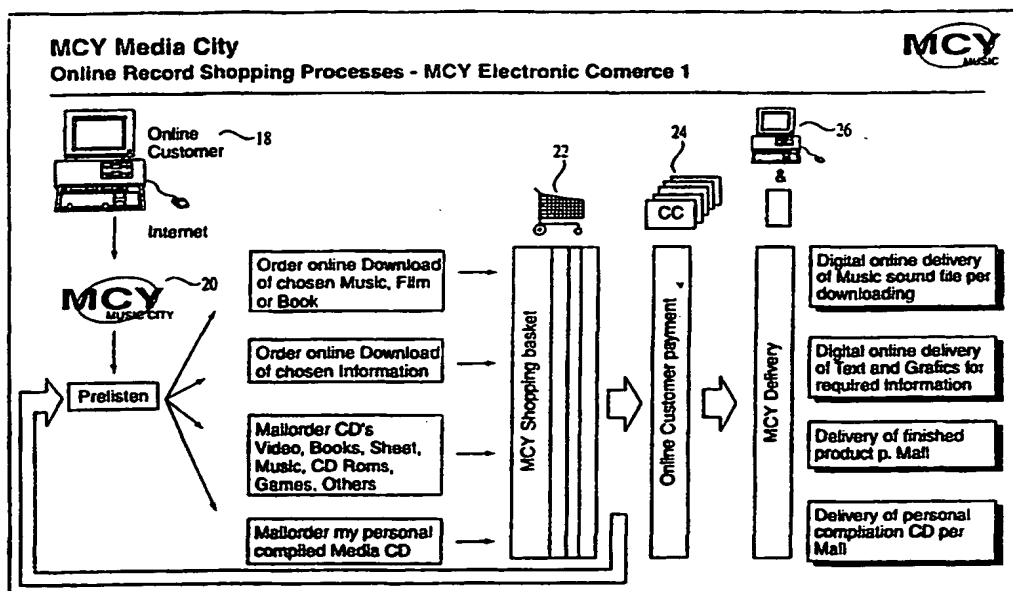 MCY Media City
Online Record Shopping Processes - MCY Electronic Comerce 1
MCY
MUSIC
Online
Customer
18
Internet
MCY
MUSIC CITY
20
Prelisten
Order online Download
of chosen Music, Film
or Book
Order online Download
of chosen Information
Mailorder CD's
Video, Books, Sheet,
Music, CD Roms,
Games, Others
Mailorder my personal
compiled Media CD
22
MCY Shopping basket
24
CC
Online Customer payment
26
&
MCY Delivery
Digital online delivery
of Music sound file per
downloading
Digital online delivery
of Text and Grafics for
required Information
Delivery of finished
product p. Mail
Delivery of personal
compliation CD per
Mail